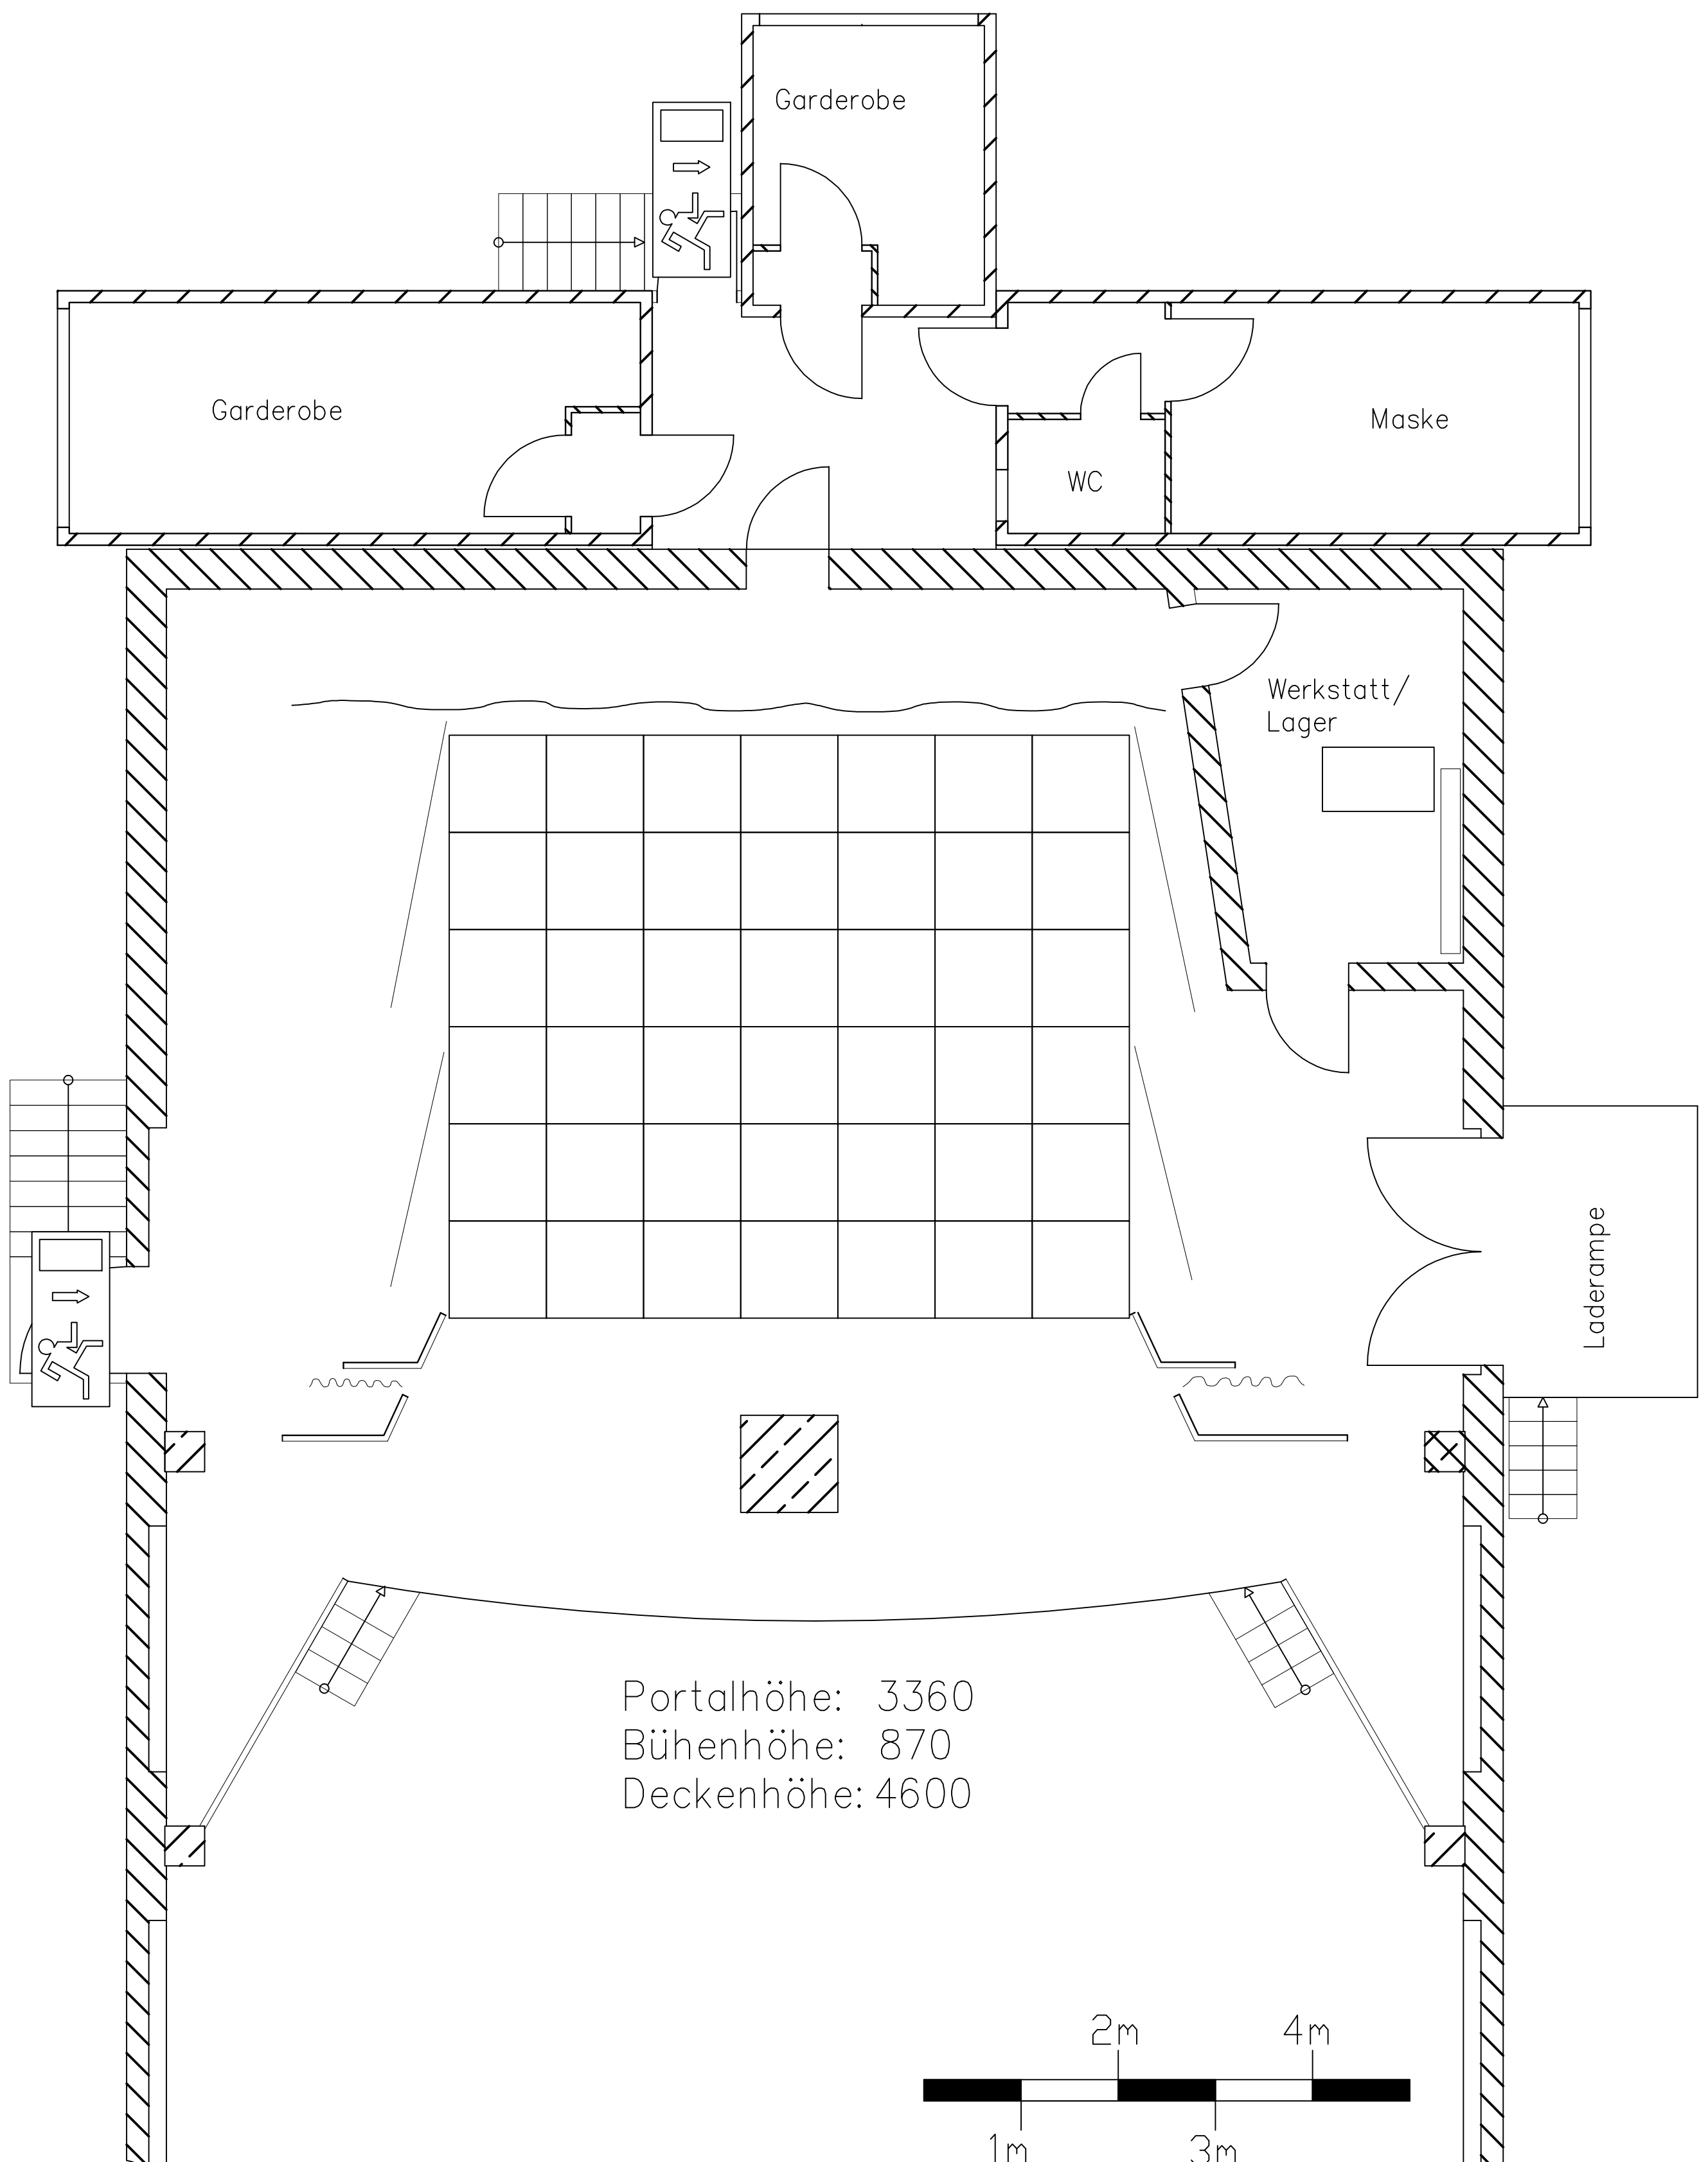 Garderobe
Garderobe
Maske
WC
Werkstatt/
Lager
Laderampe
Portalhöhe: 3360
Bühenhöhe: 870
Deckenhöhe: 4600
2m 4m
1m 3m